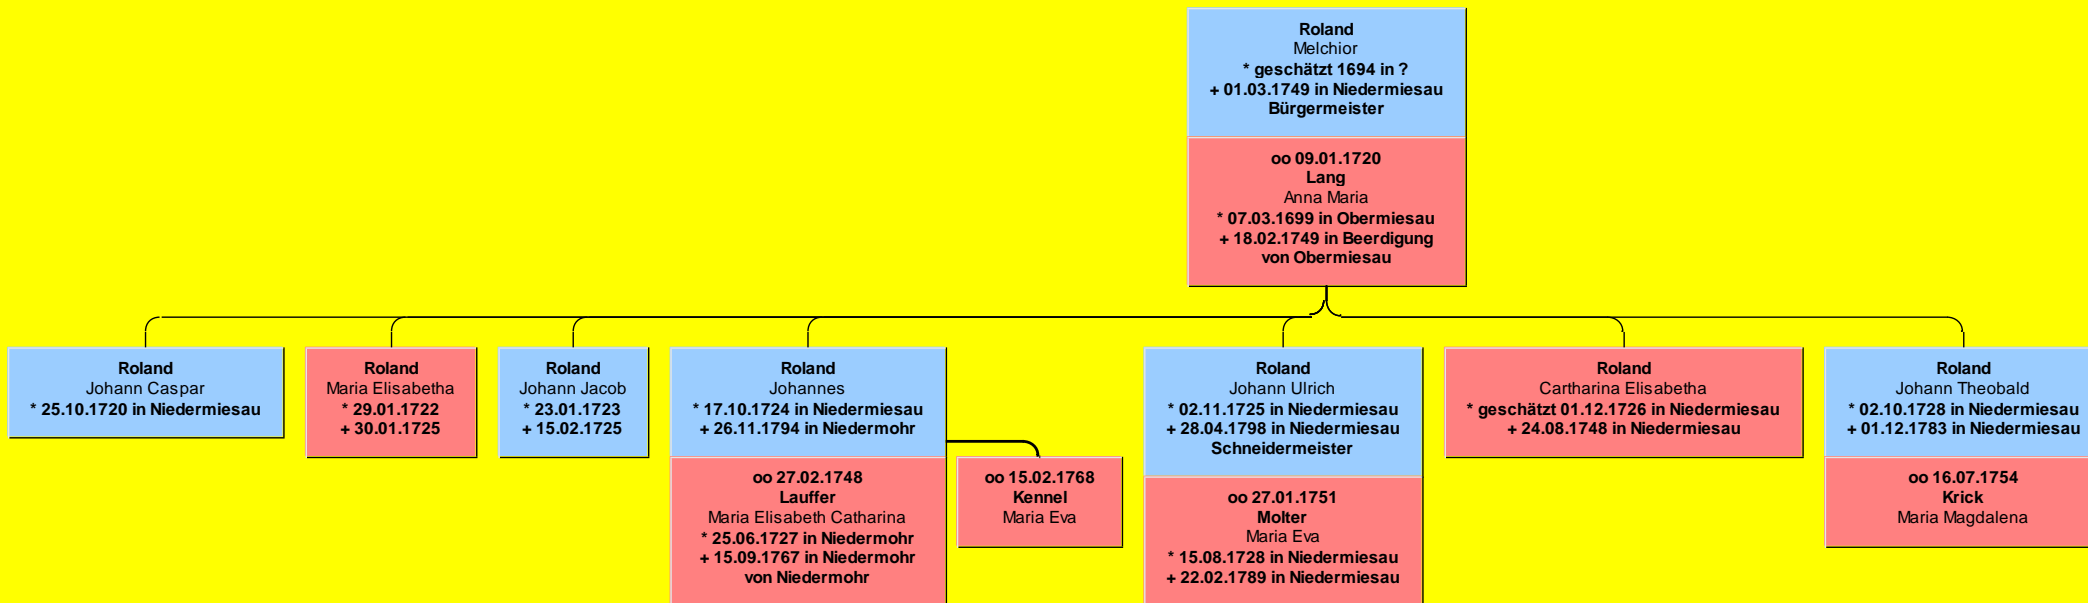 Roland
Melchior
* geschätzt 1694 in ?
+ 01.03.1749 in Niedermiesau
Bürgermeister
oo 09.01.1720
Lang
Anna Maria
* 07.03.1699 in Obermiesau
+ 18.02.1749 in Beerdigung
von Obermiesau
Roland
Johann Caspar
* 25.10.1720 in Niedermiesau
Roland
Maria Elisabetha
* 29.01.1722
+ 30.01.1725
Roland
Johann Jacob
* 23.01.1723
+ 15.02.1725
Roland
Johannes
* 17.10.1724 in Niedermiesau
+ 26.11.1794 in Niedermohr
oo 27.02.1748
Lauffer
Maria Elisabeth Catharina
* 25.06.1727 in Niedermohr
+ 15.09.1767 in Niedermohr
von Niedermohr
oo 15.02.1768
Kennel
Maria Eva
Roland
Johann Ulrich
* 02.11.1725 in Niedermiesau
+ 28.04.1798 in Niedermiesau
Schneidermeister
oo 27.01.1751
Molter
Maria Eva
* 15.08.1728 in Niedermiesau
+ 22.02.1789 in Niedermiesau
Roland
Cartharina Elisabetha
* geschätzt 01.12.1726 in Niedermiesau
+ 24.08.1748 in Niedermiesau
Roland
Johann Theobald
* 02.10.1728 in Niedermiesau
+ 01.12.1783 in Niedermiesau
oo 16.07.1754
Krick
Maria Magdalena